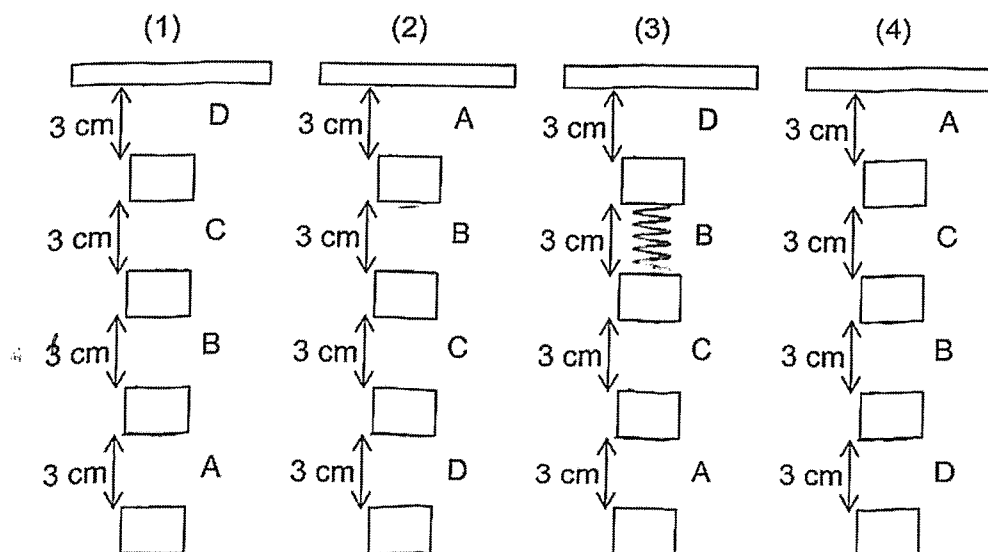 (1) (2) (3) (4)
3 cm D 3 cm A 3 cm D 3 cm A
3 cm C 3 cm B 3 cm B 3 cm C
3 cm B 3 cm C 3 cm C 3 cm B
3 cm A 3 cm D 3 cm A 3 cm D